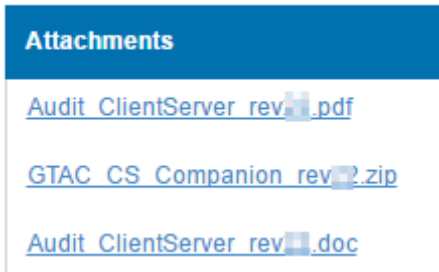 Attachments
Audit_ClientServer_rev
.pdf
GTAC_CS_Companion_rev
.zip
Audit_ClientServer_rev
.doc